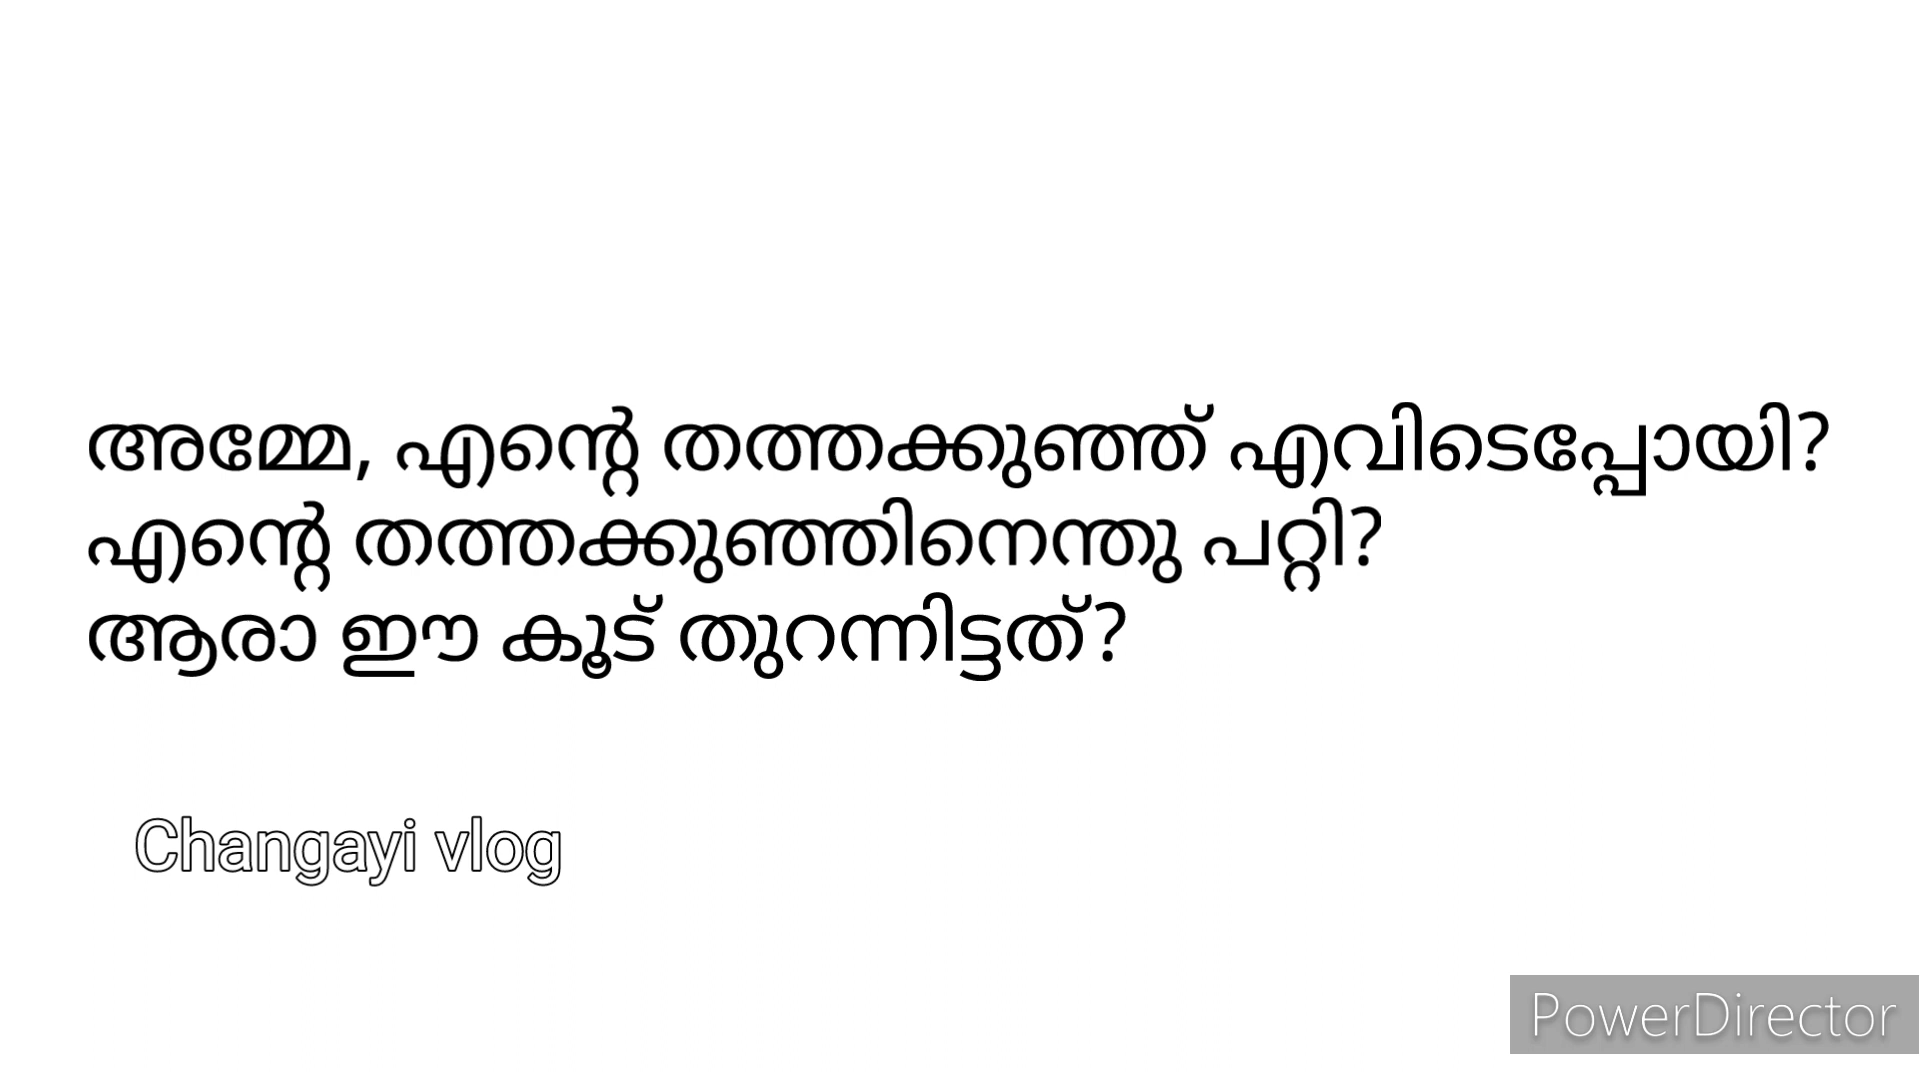 അമ്മേ, എന്റെ തത്തക്കുഞ്ഞ് എവിടെപ്പോയി?
എന്റെ തത്തക്കുഞ്ഞിനെന്തു പറ്റി?
ആരാ ഈ കൂട് തുറന്നിട്ടത്?
Changayi vlog
PowerDirector